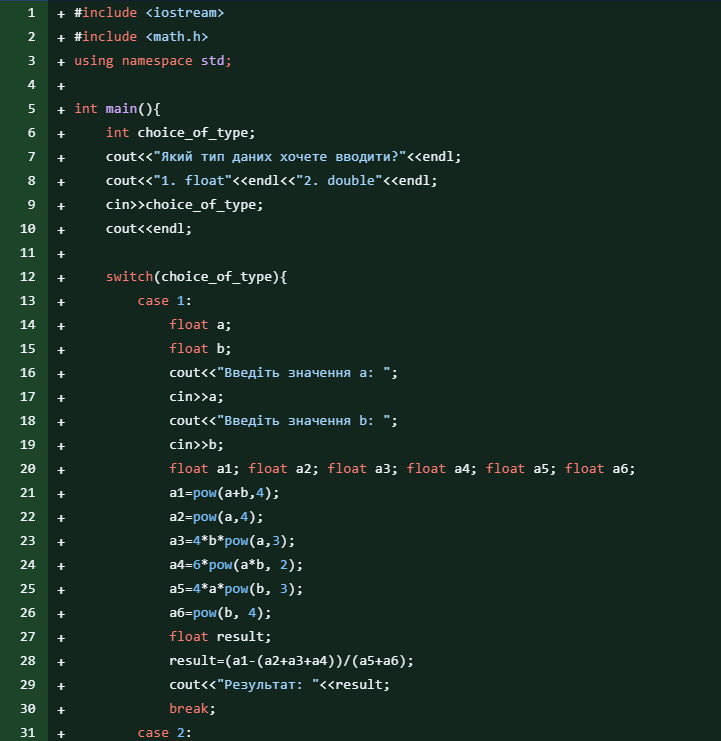 1 + #include <iostream>
2 + #include <math.h>
3 + using namespace std;
4 +
5 + int main(){
6 +     int choice_of_type;
7 +     cout<<"Який тип даних хочете вводити?"<<endl;
8 +     cout<<"1. float"<<endl<<"2. double"<<endl;
9 +     cin>>choice_of_type;
10 +     cout<<endl;
11 +
12 +     switch(choice_of_type){
13 +         case 1:
14 +             float a;
15 +             float b;
16 +             cout<<"Введіть значення a: ";
17 +             cin>>a;
18 +             cout<<"Введіть значення b: ";
19 +             cin>>b;
20 +             float a1; float a2; float a3; float a4; float a5; float a6;
21 +             a1=pow(a+b,4);
22 +             a2=pow(a,4);
23 +             a3=4*b*pow(a,3);
24 +             a4=6*pow(a*b, 2);
25 +             a5=4*a*pow(b, 3);
26 +             a6=pow(b, 4);
27 +             float result;
28 +             result=(a1-(a2+a3+a4))/(a5+a6);
29 +             cout<<"Результат: "<<result;
30 +             break;
31 +         case 2: